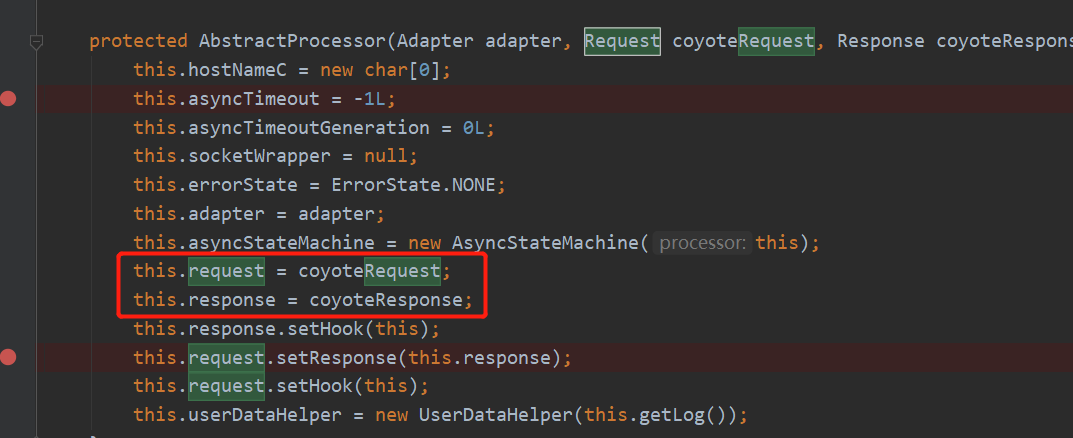 protected AbstractProcessor(Adapter adapter, Request coyoteRequest, Response coyoteRespons
this.hostNameC = new char[0];
this.asyncTimeout = -1L;
this.asyncTimeoutGeneration = 0L;
this.socketWrapper = null;
this.errorState = ErrorState.NONE;
this.adapter = adapter;
this.asyncStateMachine = new AsyncStateMachine( processor: this);
this.request = coyoteRequest;
this.response = coyoteResponse;
this.response.setHook(this);
this.request.setResponse(this.response);
this.request.setHook(this);
this.userDataHelper = new UserDataHelper(this.getLog());